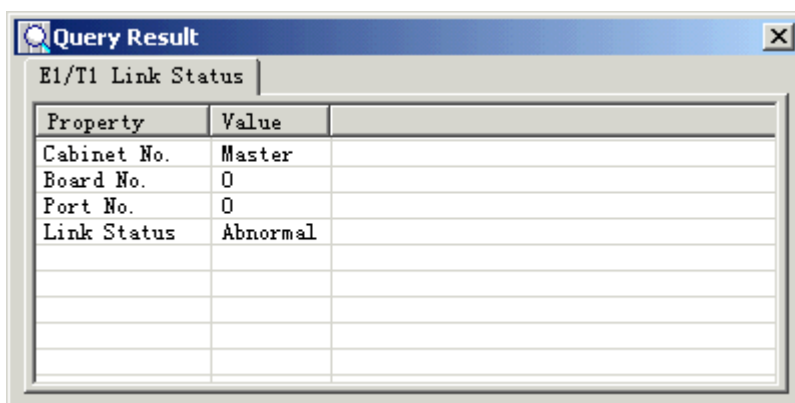 Query Result
E1/T1 Link Status
Property Value
Cabinet No. Master
Board No. 0
Port No. 0
Link Status Abnormal